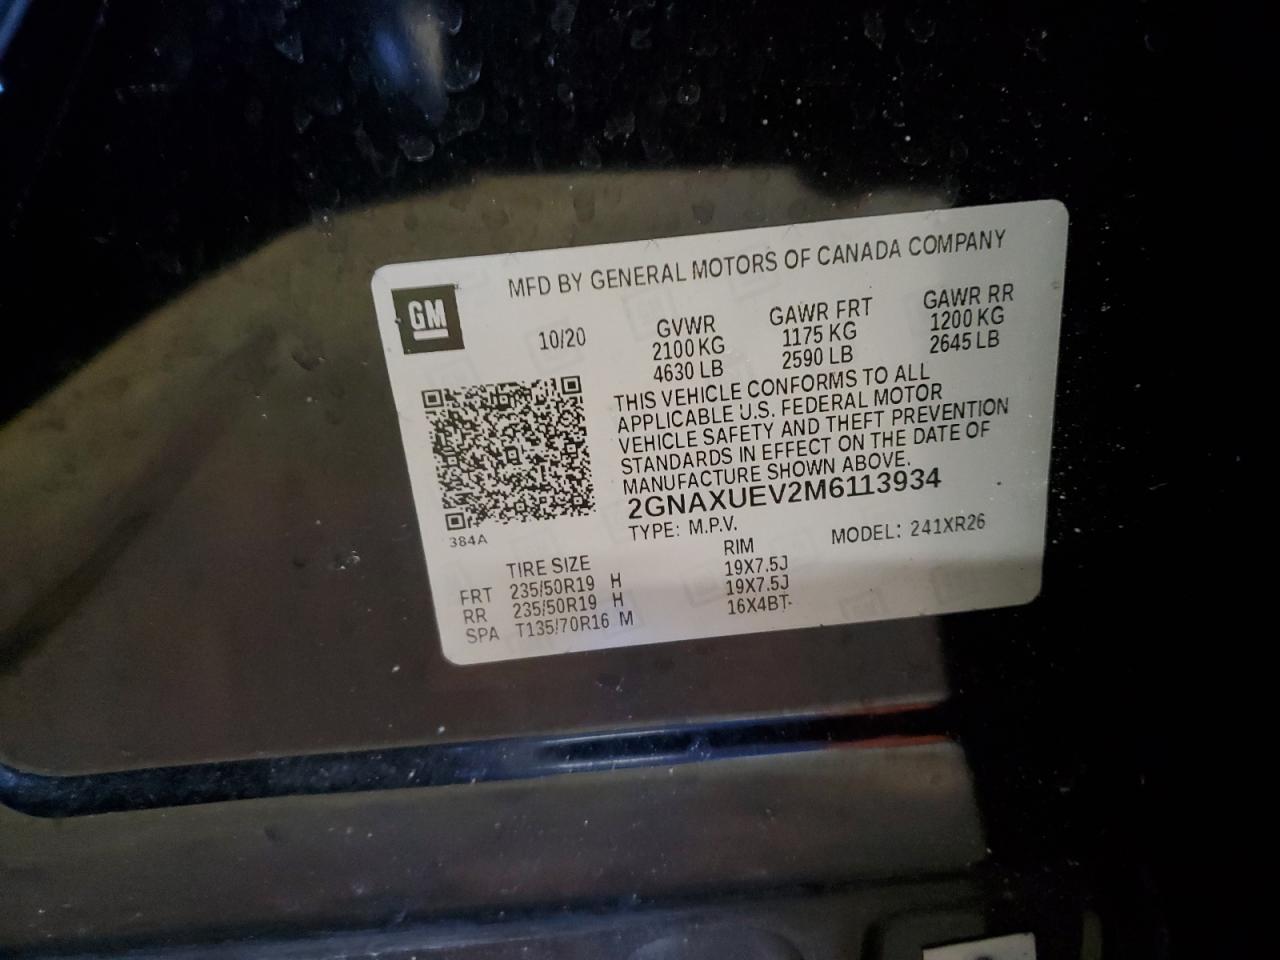 MFD BY GENERAL MOTORS OF CANADA COMPANY
GM
10/20
GVWR
2100 KG
4630 LB
GAWR FRT
1175 KG
2590 LB
GAWR RR
1200 KG
2645 LB
THIS VEHICLE CONFORMS TO ALL
APPLICABLE U.S. FEDERAL MOTOR
VEHICLE SAFETY AND THEFT PREVENTION
STANDARDS IN EFFECT ON THE DATE OF
MANUFACTURE SHOWN ABOVE.
2GNAXUEV2M6113934
TYPE: M.P.V.
MODEL: 241XR26
384A
TIRE SIZE RIM
FRT 235/50R19 H 19X7.5J
RR 235/50R19 H 19X7.5J
SPA T135/70R16 M 16X4BT